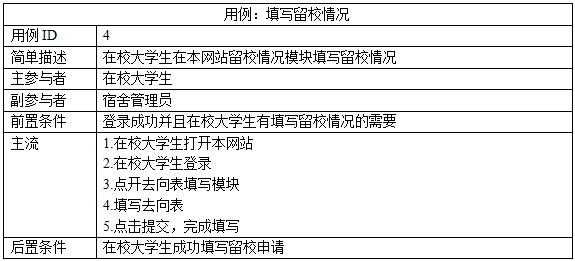 用例：填写留校情况
用例 ID 4
简单描述 在校大学生在本网站留校情况模块填写留校情况
主参与者 在校大学生
副参与者 宿舍管理员
前置条件 登录成功并且在校大学生有填写留校情况的需要
主流 1.在校大学生打开本网站
2.在校大学生登录
3.点开去向表填写模块
4.填写去向表
5.点击提交，完成填写
后置条件 在校大学生成功填写留校申请